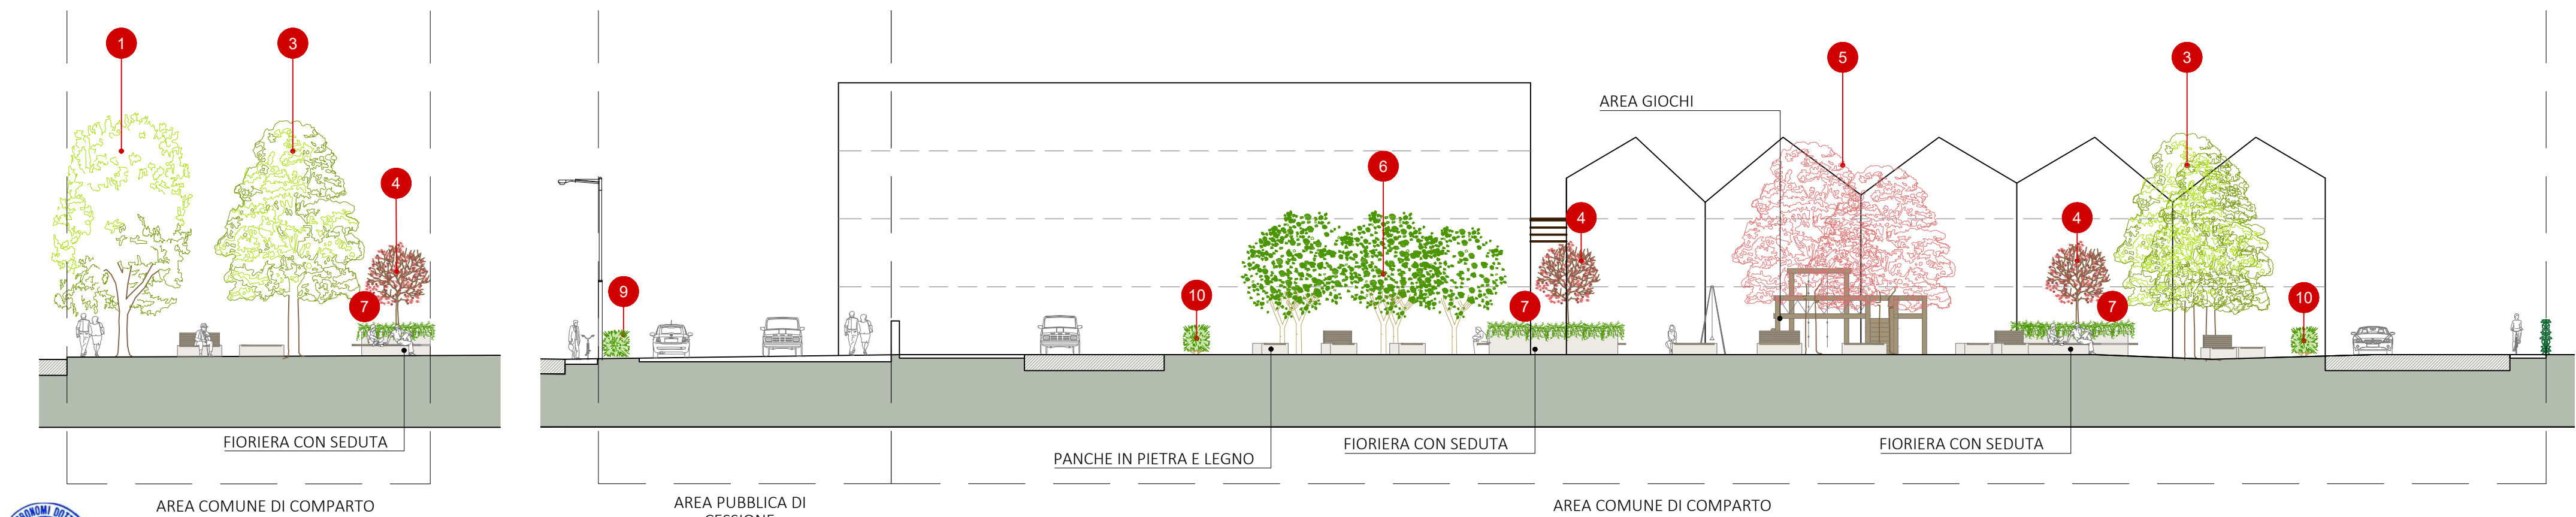 1
3
5
3
AREA GIOCHI
6
4
4
4
9
10
7
7
7
10
FIORIERA CON SEDUTA
PANCHE IN PIETRA E LEGNO
FIORIERA CON SEDUTA
FIORIERA CON SEDUTA
AREA COMUNE DI COMPARTO
AREA PUBBLICA DI
CESSIONE
AREA COMUNE DI COMPARTO